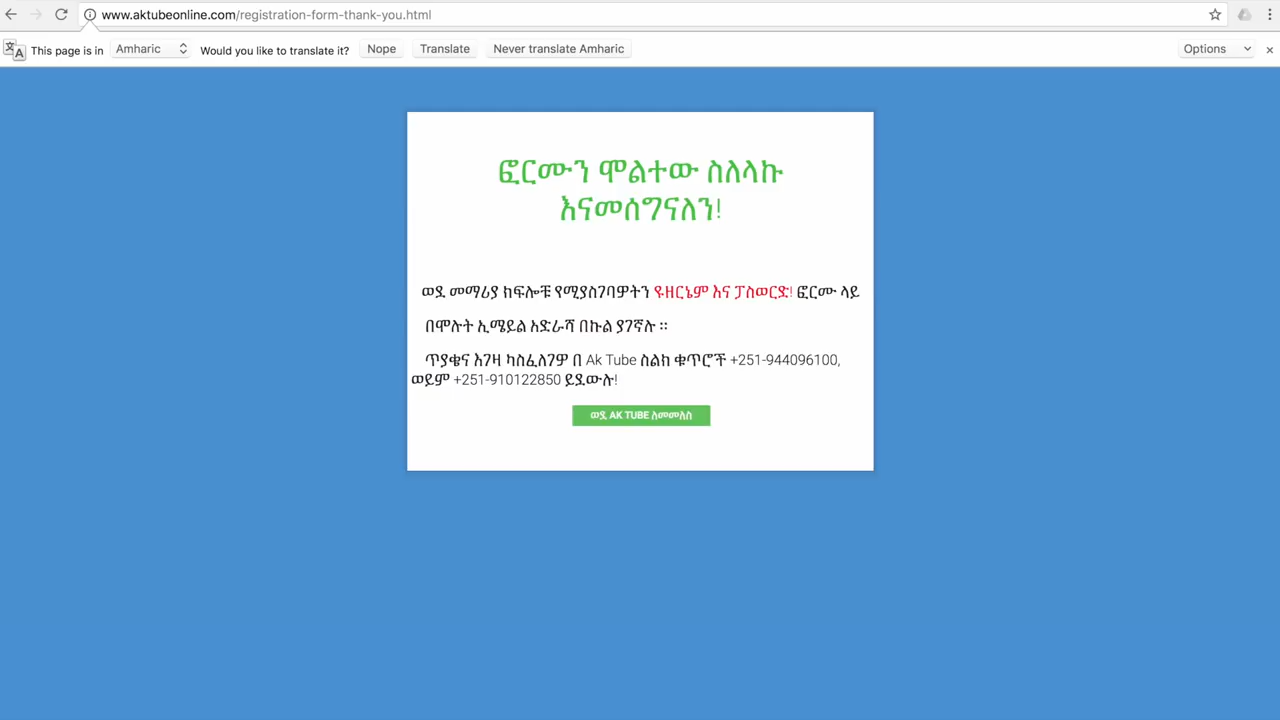 www.aktubeonline.com/registration-form-thank-you.html
This page is in Amharic Would you like to translate it? Nope Translate Never translate Amharic Options
ፎርሙን ሞልተው ስለላኩ
እናመሰግናለን!
ወደ መማሪያ ክፍሎቹ የሚያስገባዎትን ዩዘርኔም እና ፓስወርድ! ፎርሙ ላይ
በሞሉት ኢሜይል አድራሻ በኩል ያገኛሉ ፡፡
ጥያቄና እገዛ ካስፈለገዎ በ Ak Tube ስልክ ቁጥሮች +251-944096100,
ወይም +251-910122850 ይደውሉ!
ወደ AK TUBE ለመመለስ